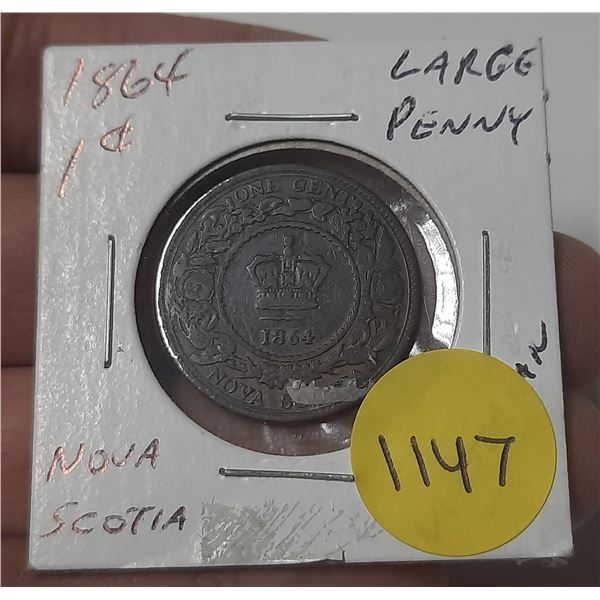 1864
1¢
LARGE
PENNY
ONE CENT
1864
NOVA
NOVA
SCOTIA
1147